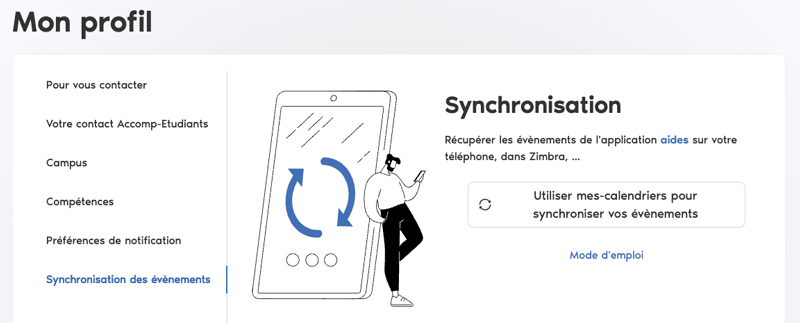 Mon profil
Pour vous contacter
Votre contact Accomp-Etudiants
Campus
Compétences
Préférences de notification
Synchronisation des évènements
Synchronisation
Récupérer les évènements de l'application aides sur votre
téléphone, dans Zimbra, ...
Utiliser mes-calendriers pour
synchroniser vos évènements
Mode d'emploi